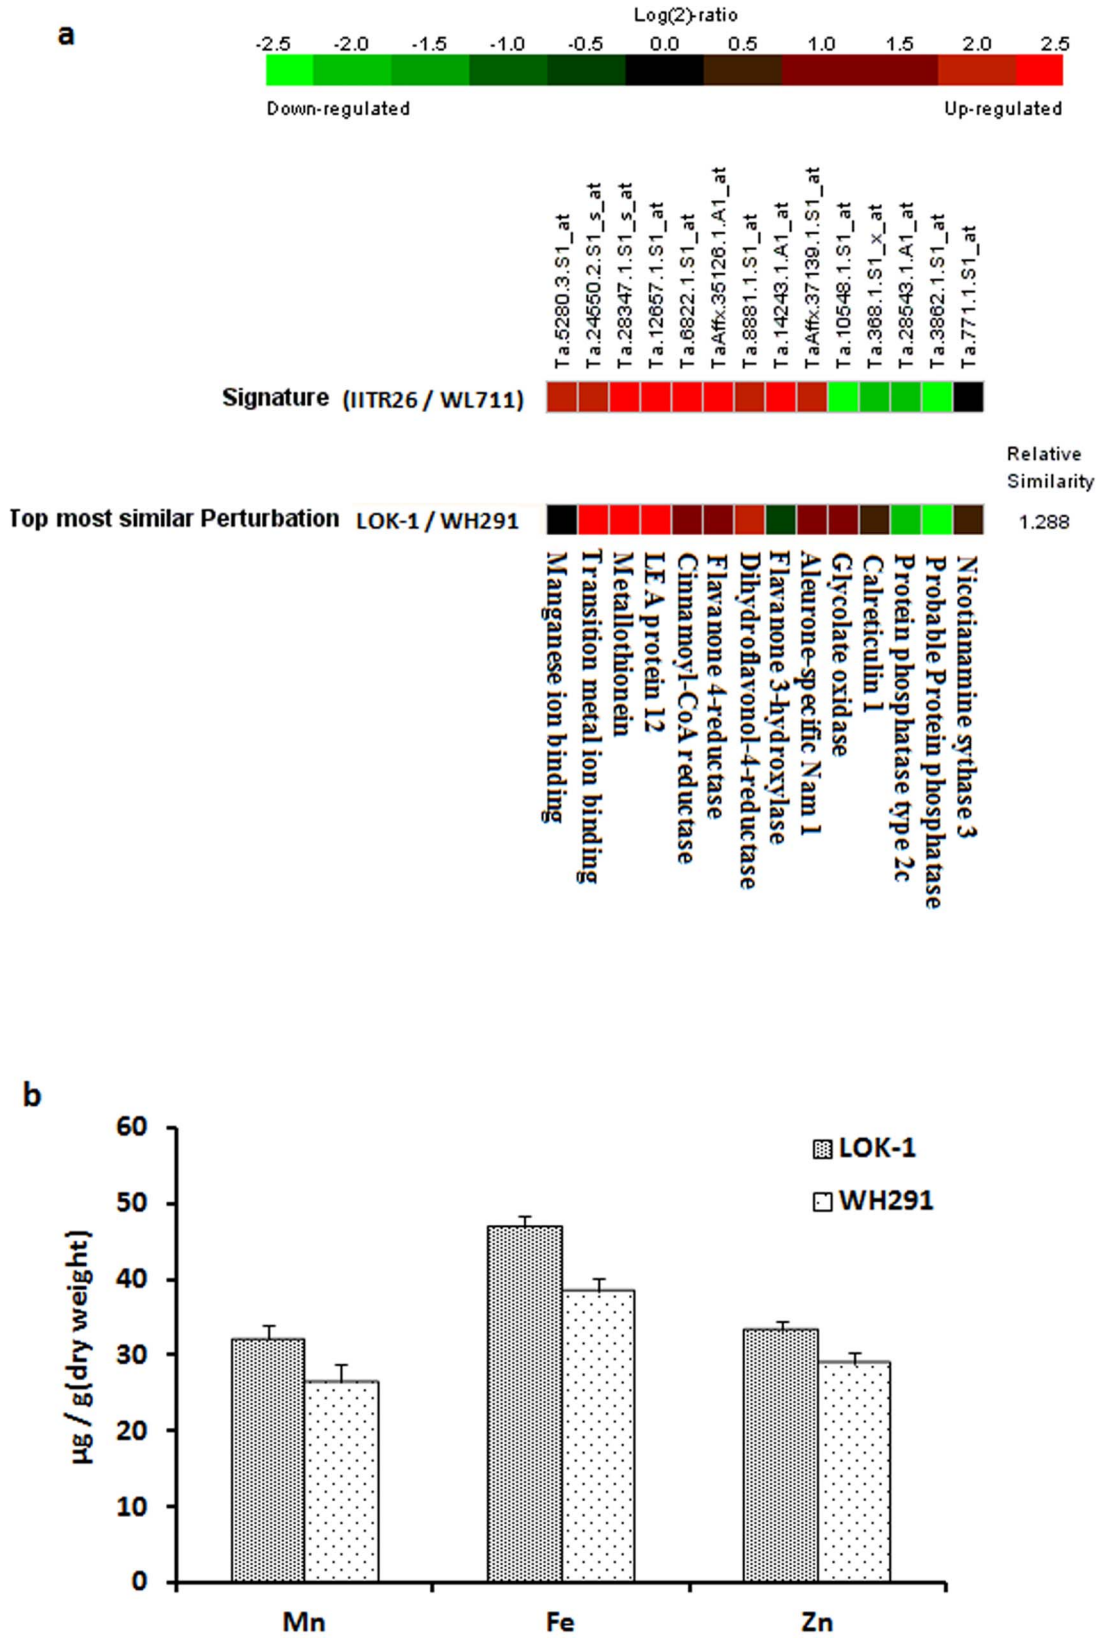 a
Log(2)-ratio
-2.5 -2.0 -1.5 -1.0 -0.5 0.0 0.5 1.0 1.5 2.0 2.5
Down-regulated Up-regulated
Ta.5280.3.S1_at
Ta.24550.2.S1_s_at
Ta.28347.1.S1_s_at
Ta.12657.1.S1_at
Ta.6822.1.S1_at
TaAffx.35126.1.A1_at
Ta.8881.1.S1_at
Ta.14243.1.A1_at
TaAffx.37139.1.S1_at
Ta.10548.1.S1_at
Ta.368.1.S1_x_at
Ta.28543.1.A1_at
Ta.3862.1.S1_at
Ta.771.1.S1_at
Signature (IITR26 / WL711)
Relative
Similarity
Top most similar Perturbation LOK-1 / WH291 1.288
Manganese ion binding
Transition metal ion binding
Metallothionein
LEA protein 12
Cinnamoyl-CoA reductase
Flavanone 4-reductase
Dihydroflavonol-4-reductase
Flavanone 3-hydroxylase
Aleurone-specific Nam 1
Glycolate oxidase
Calreticulin 1
Protein phosphatase type 2c
Probable Protein phosphatase
Nicotianamine sythase 3
b
µg / g(dry weight)
60
50
40
30
20
10
0
LOK-1
WH291
Mn Fe Zn